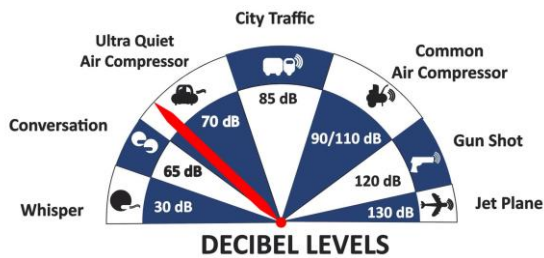 City Traffic
Ultra Quiet
Air Compressor
Common
Air Compressor
Conversation
Gun Shot
Whisper
Jet Plane
30 dB
65 dB
70 dB
85 dB
90/110 dB
120 dB
130 dB
DECIBEL LEVELS